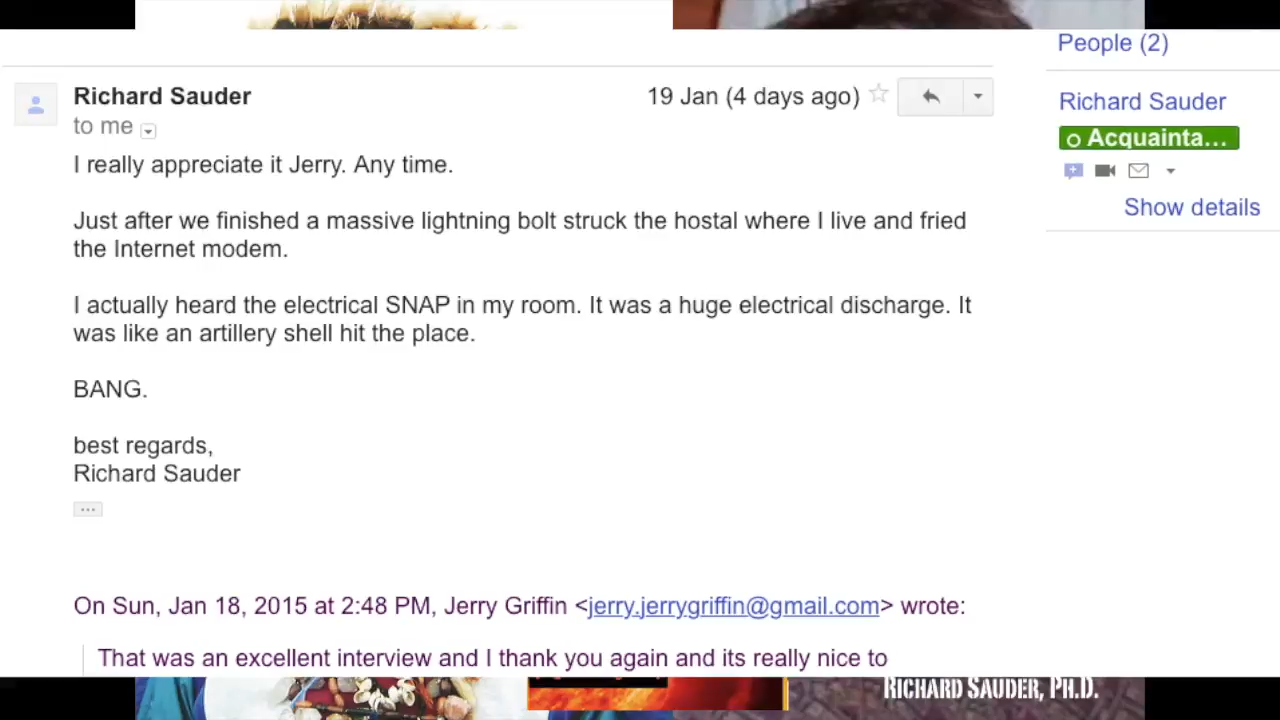 People (2)
Richard Sauder
19 Jan (4 days ago)
to me
Richard Sauder
Acquainta...
Show details
I really appreciate it Jerry. Any time.
Just after we finished a massive lightning bolt struck the hostal where I live and fried
the Internet modem.
I actually heard the electrical SNAP in my room. It was a huge electrical discharge. It
was like an artillery shell hit the place.
BANG.
best regards,
Richard Sauder
...
On Sun, Jan 18, 2015 at 2:48 PM, Jerry Griffin <jerry.jerrygriffin@gmail.com> wrote:
That was an excellent interview and I thank you again and its really nice to
RICHARD SAUDER, PH.D.